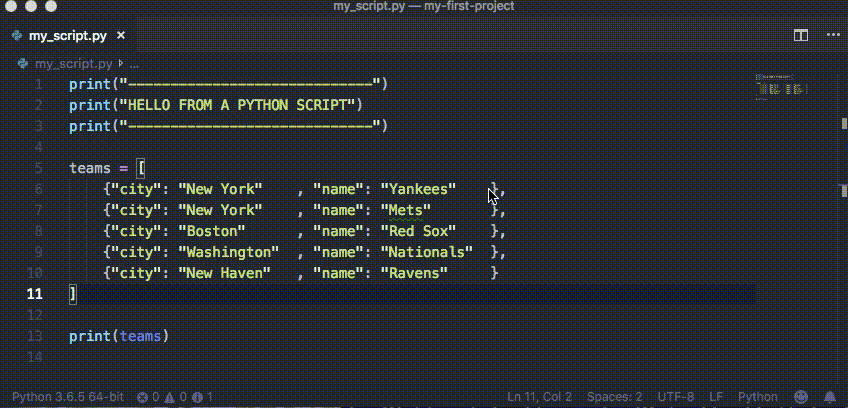 my_script.py — my-first-project
my_script.py ×
my_script.py ▸ ...
1 print("-----------------------------")
2 print("HELLO FROM A PYTHON SCRIPT")
3 print("-----------------------------")
4
5 teams = [
6     {"city": "New York"    , "name": "Yankees"    },
7     {"city": "New York"    , "name": "Mets"       },
8     {"city": "Boston"      , "name": "Red Sox"    },
9     {"city": "Washington"  , "name": "Nationals"  },
10     {"city": "New Haven"   , "name": "Ravens"     }
11 ]
12
13 print(teams)
14
Python 3.6.5 64-bit 0 0 1 Ln 11, Col 2 Spaces: 2 UTF-8 LF Python